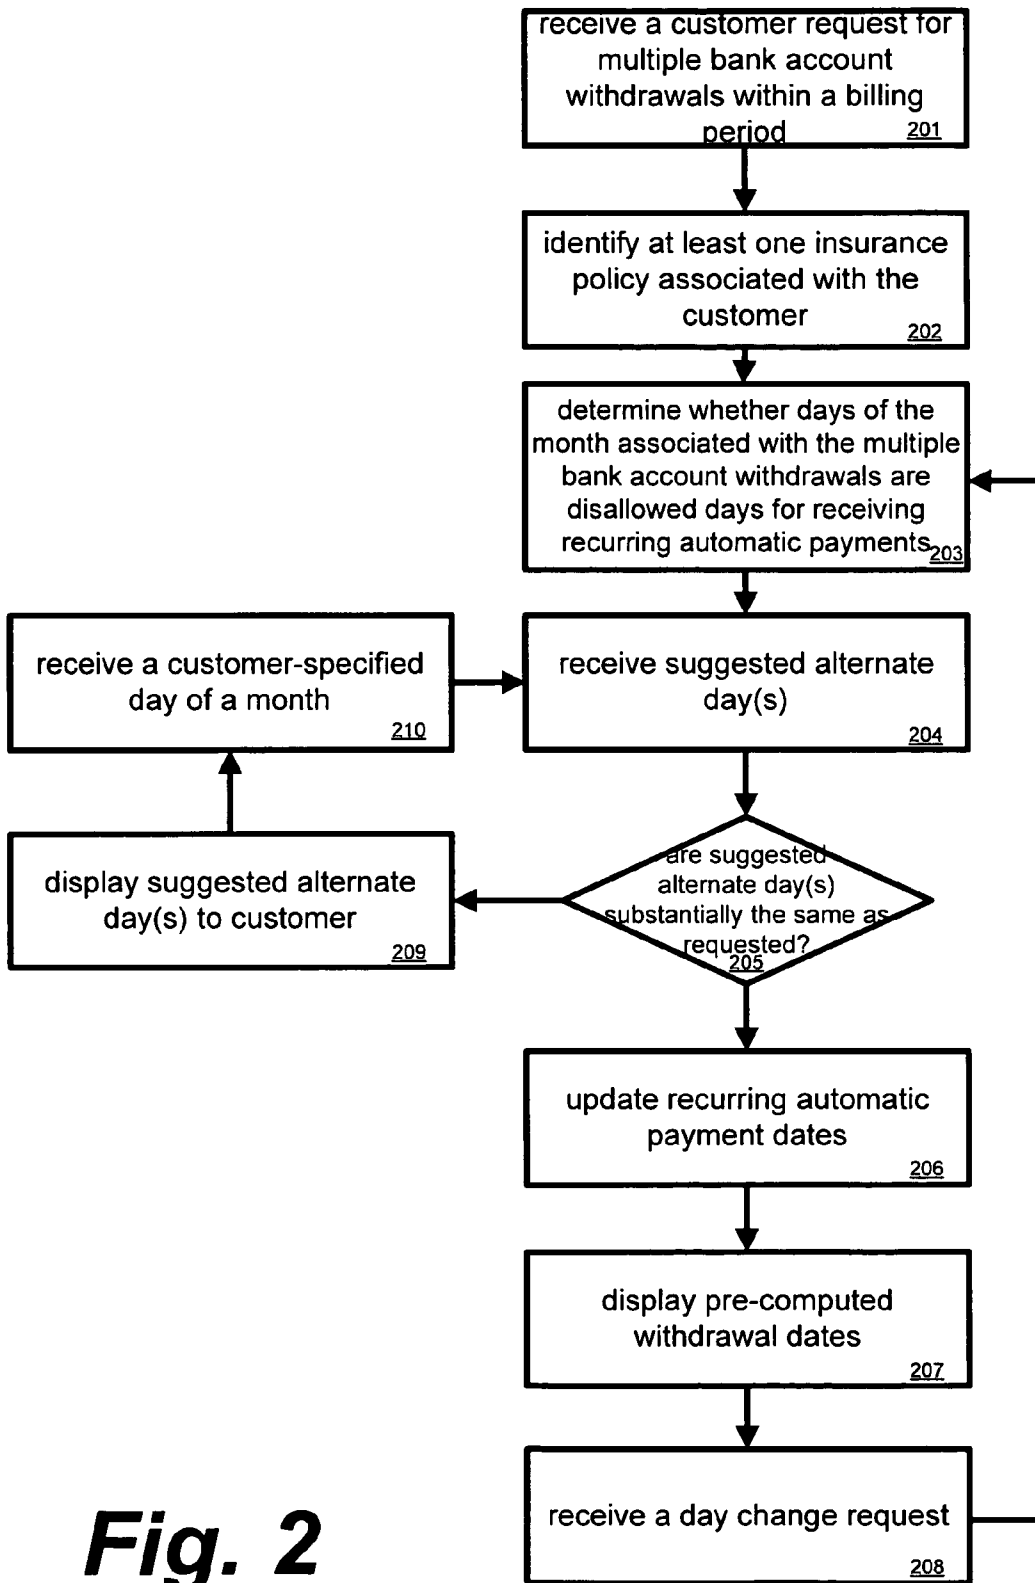 receive a customer request for
multiple bank account
withdrawals within a billing
period
201
identify at least one insurance
policy associated with the
customer
202
determine whether days of the
month associated with the multiple
bank account withdrawals are
disallowed days for receiving
recurring automatic payments
203
receive a customer-specified
day of a month
210
receive suggested alternate
day(s)
204
display suggested alternate
day(s) to customer
209
are suggested
alternate day(s)
substantially the same as
requested?
205
update recurring automatic
payment dates
206
display pre-computed
withdrawal dates
207
receive a day change request
208
Fig. 2